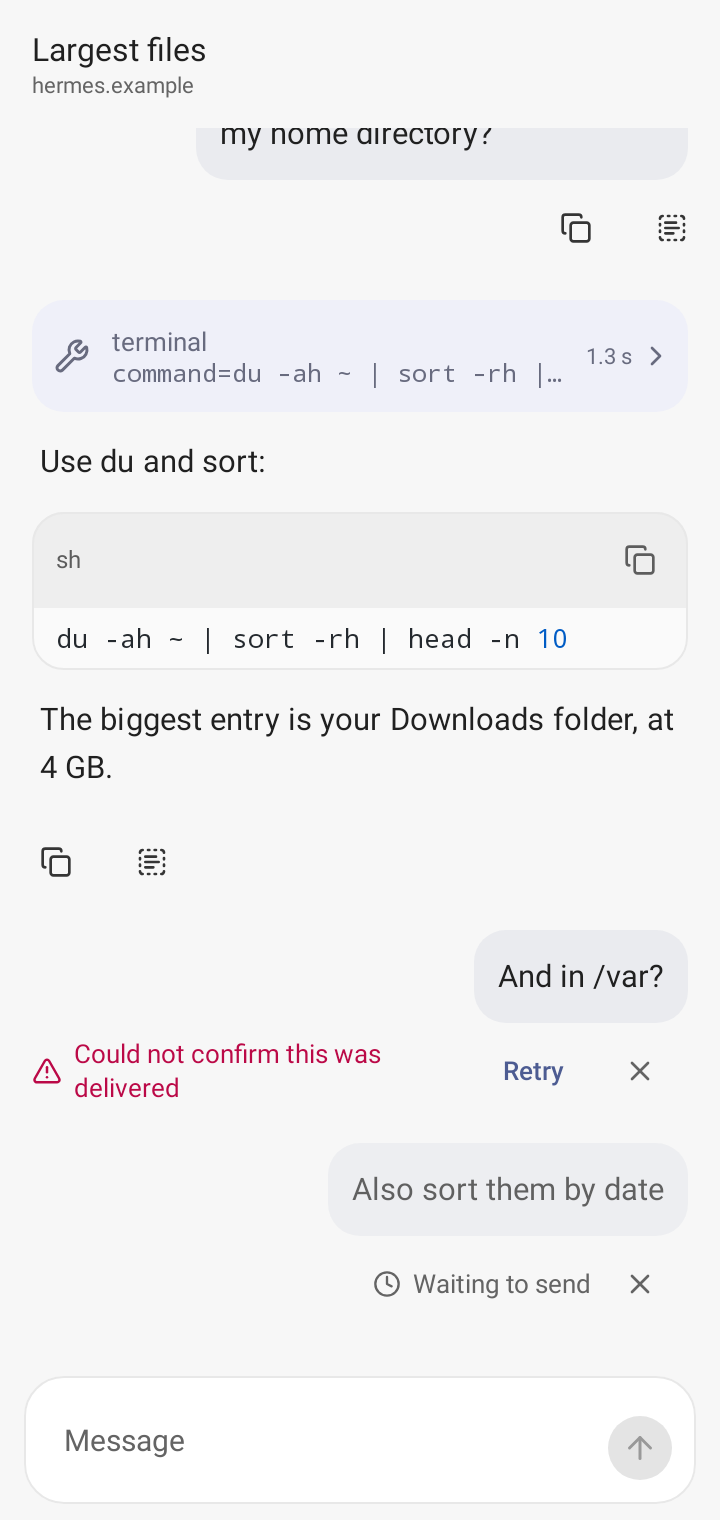 Largest files
hermes.example
my home directory?
terminal
command=du -ah ~ | sort -rh |…
1.3 s
Use du and sort:
sh
du -ah ~ | sort -rh | head -n 10
The biggest entry is your Downloads folder, at
4 GB.
And in /var?
Could not confirm this was
delivered
Retry
Also sort them by date
Waiting to send
Message